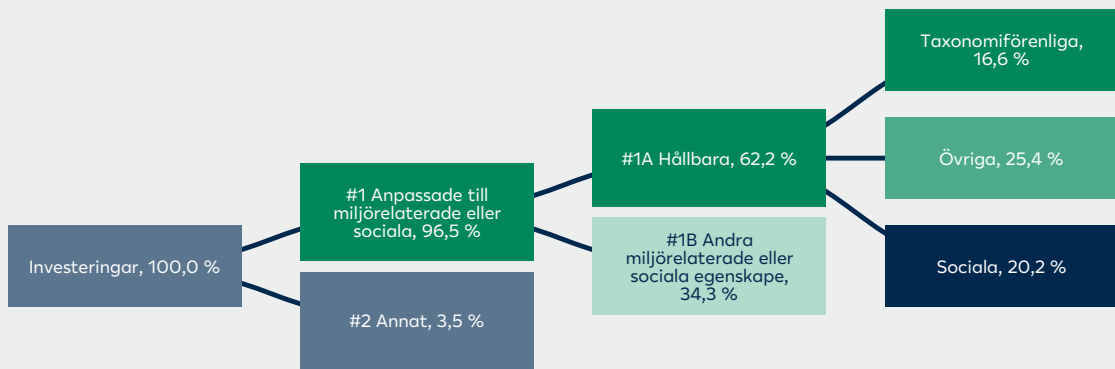 Investeringar, 100,0 %
#1 Anpassade till
miljörelaterade eller
sociala, 96,5 %
#2 Annat, 3,5 %
#1A Hållbara, 62,2 %
#1B Andra
miljörelaterade eller
sociala egenskape,
34,3 %
Taxonomiförenliga,
16,6 %
Övriga, 25,4 %
Sociala, 20,2 %